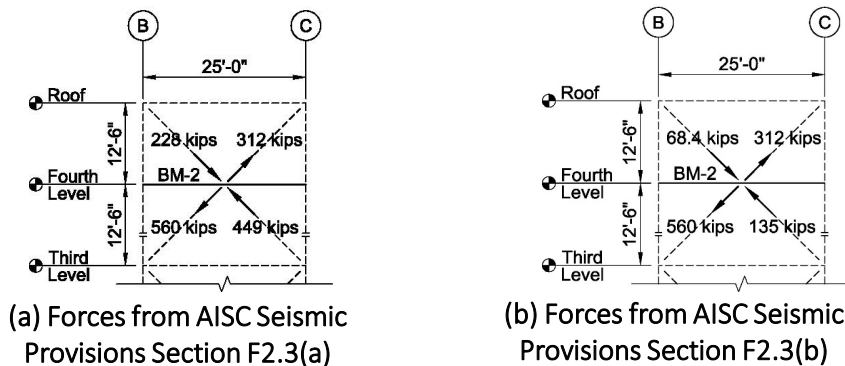 B
C
25'-0"
Roof
12'-6"
228 kips
312 kips
BM-2
Fourth
Level
12'-6"
560 kips
449 kips
Third
Level
(a) Forces from AISC Seismic
Provisions Section F2.3(a)
B
C
25'-0"
Roof
12'-6"
68.4 kips
312 kips
BM-2
Fourth
Level
12'-6"
560 kips
135 kips
Third
Level
(b) Forces from AISC Seismic
Provisions Section F2.3(b)